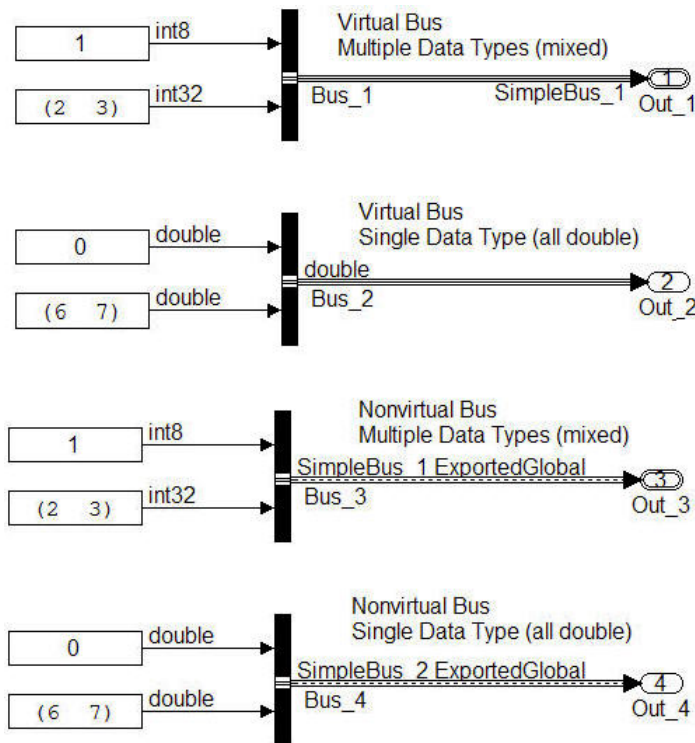 Virtual Bus
Multiple Data Types (mixed)
1
int8
(2 3)
int32
Bus_1
SimpleBus_1
1
Out_1
Virtual Bus
Single Data Type (all double)
0
double
double
(6 7)
double
Bus_2
2
Out_2
Nonvirtual Bus
Multiple Data Types (mixed)
1
int8
SimpleBus_1 ExportedGlobal
(2 3)
int32
Bus_3
3
Out_3
Nonvirtual Bus
Single Data Type (all double)
0
double
SimpleBus_2 ExportedGlobal
(6 7)
double
Bus_4
4
Out_4